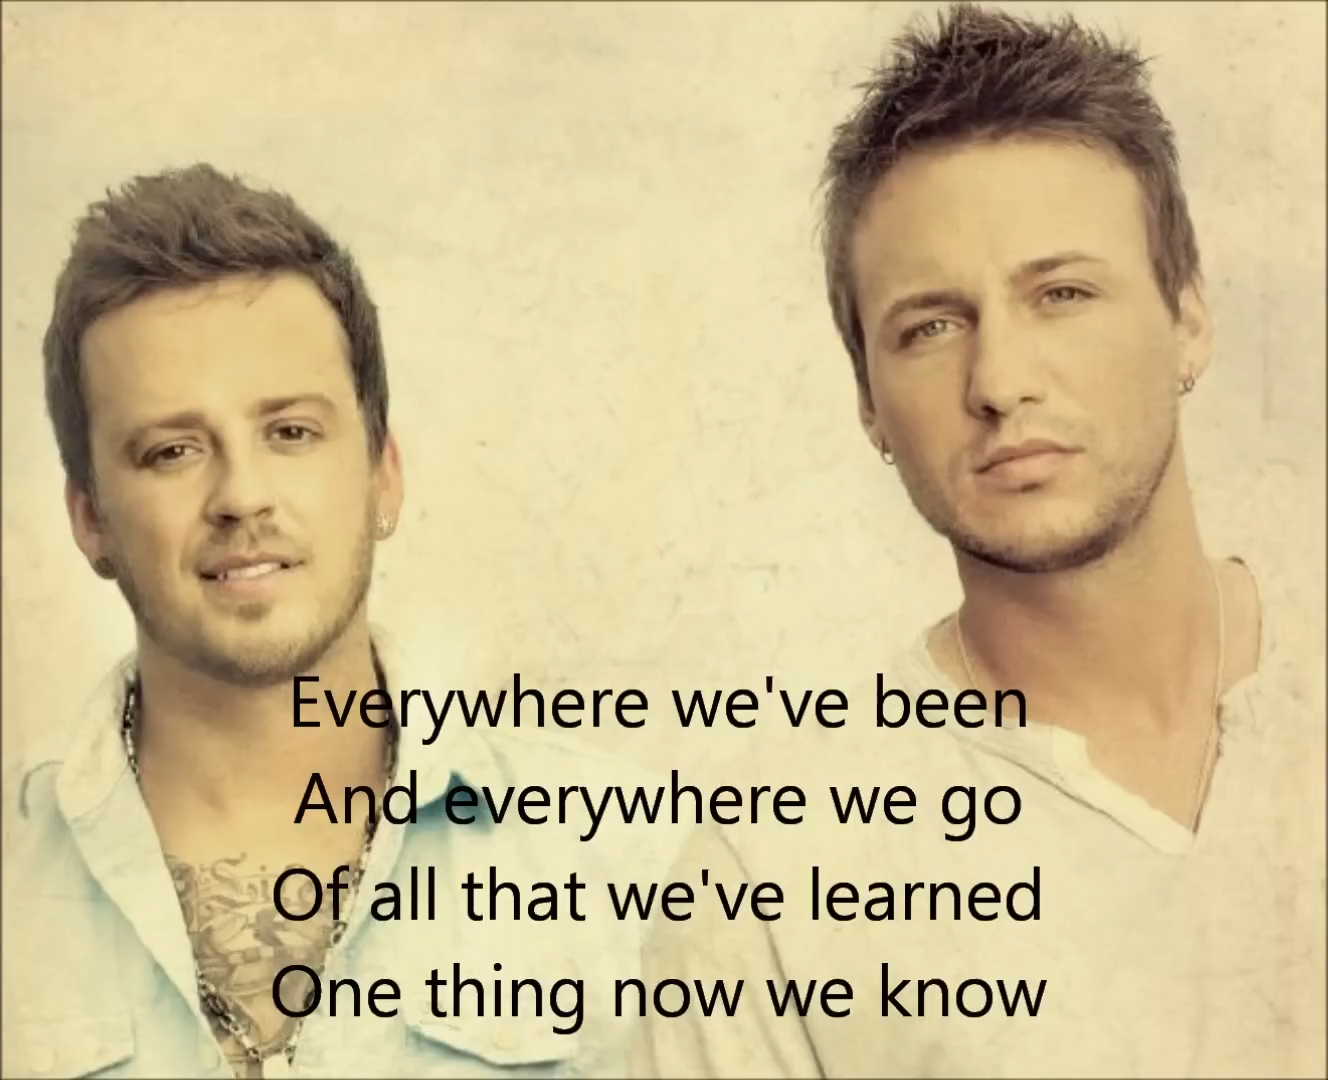 Everywhere we've been
And everywhere we go
Of all that we've learned
One thing now we know